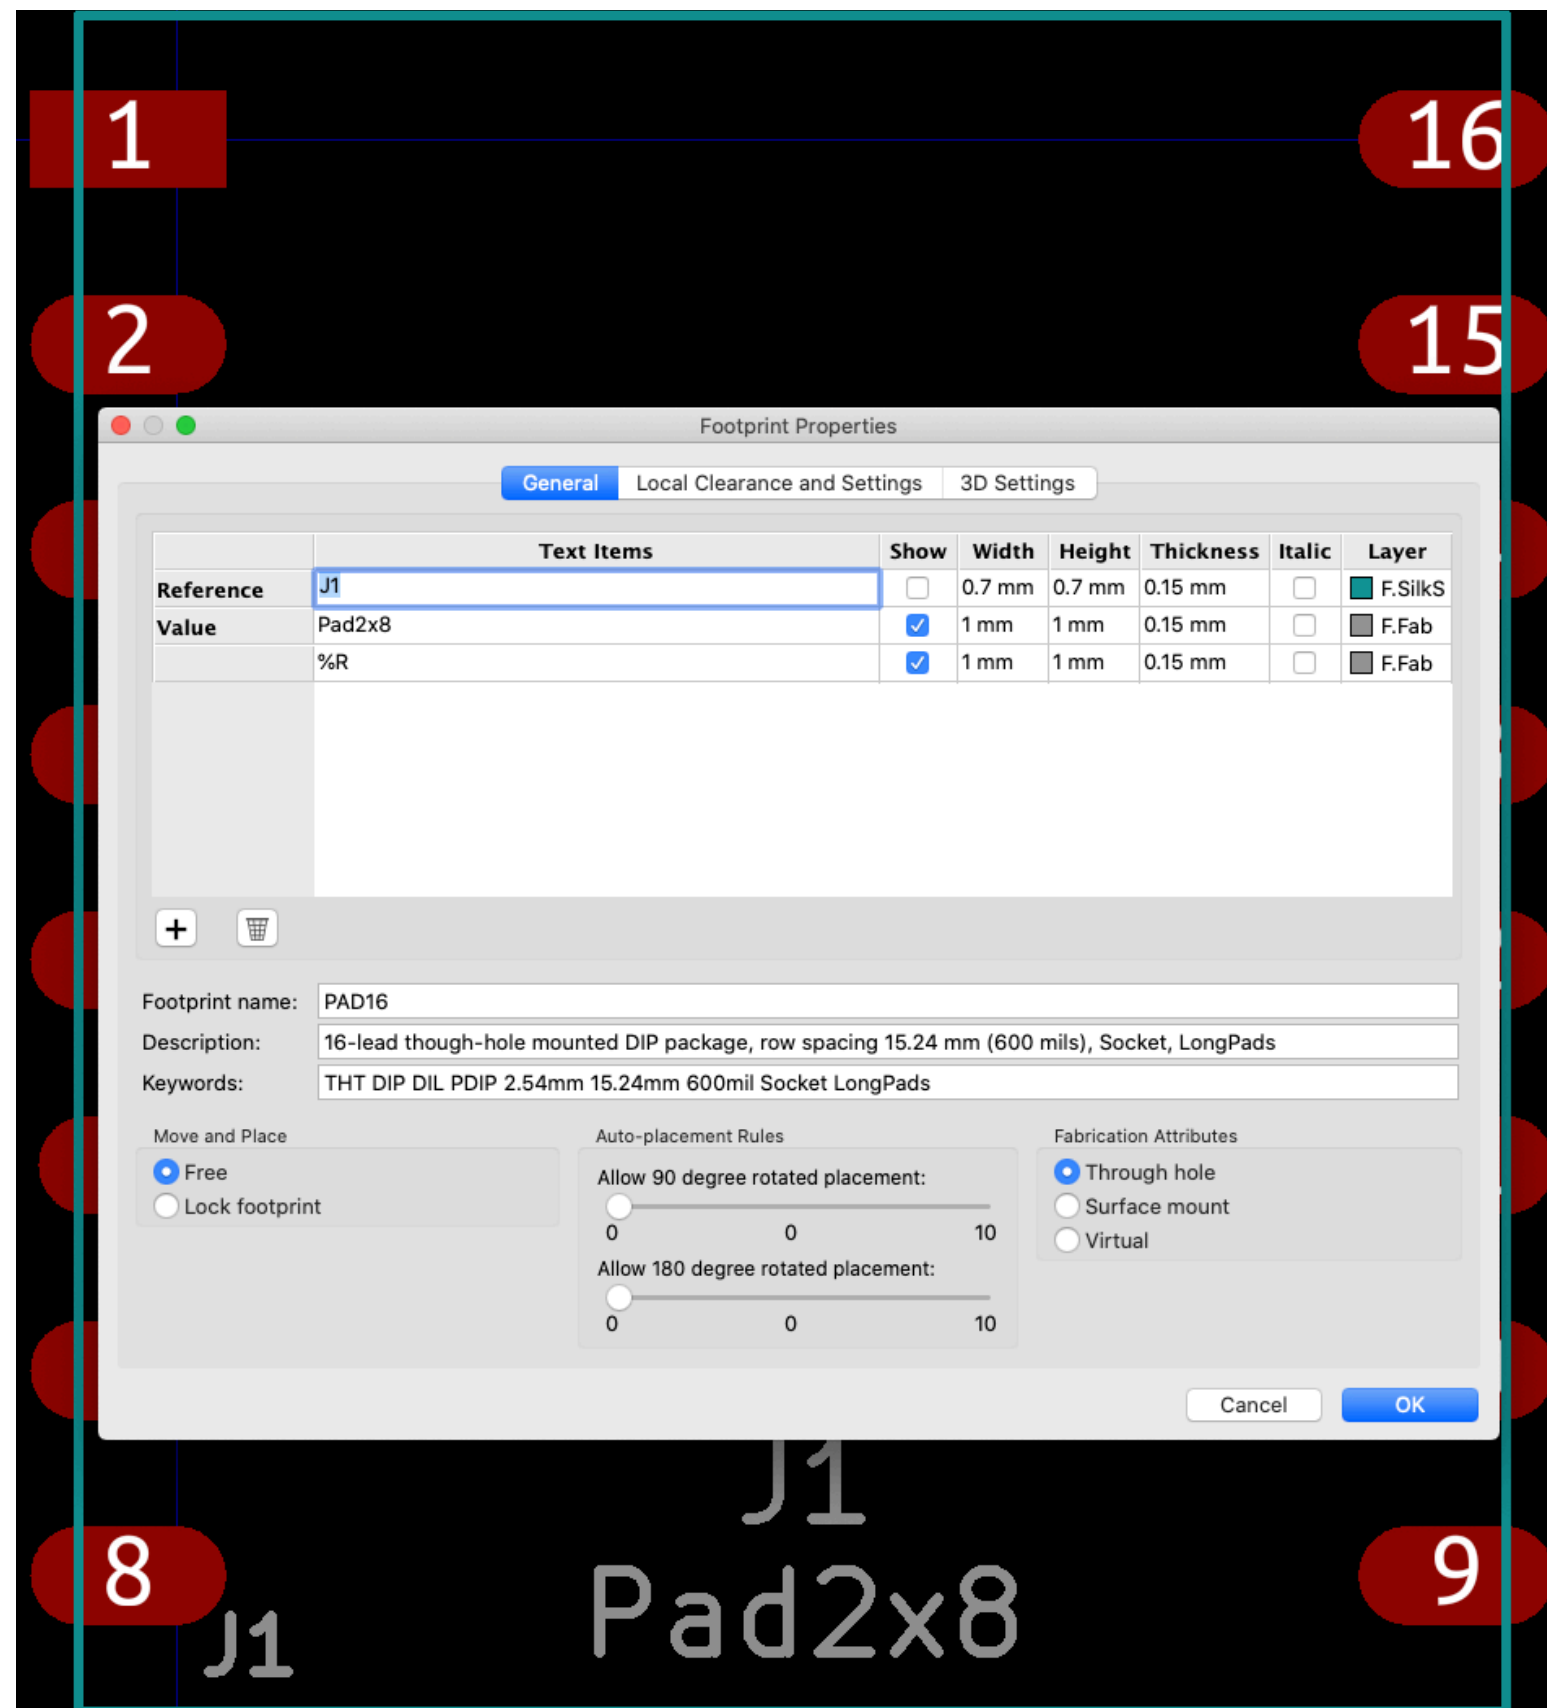 1 16
2 15
Footprint Properties
General Local Clearance and Settings 3D Settings
Text Items Show Width Height Thickness Italic Layer
Reference J1 0.7 mm 0.7 mm 0.15 mm F.SilkS
Value Pad2x8 1 mm 1 mm 0.15 mm F.Fab
%R 1 mm 1 mm 0.15 mm F.Fab
+
Footprint name: PAD16
Description: 16-lead though-hole mounted DIP package, row spacing 15.24 mm (600 mils), Socket, LongPads
Keywords: THT DIP DIL PDIP 2.54mm 15.24mm 600mil Socket LongPads
Move and Place Auto-placement Rules Fabrication Attributes
Free Allow 90 degree rotated placement: Through hole
Lock footprint Surface mount
0 0 10 Virtual
Allow 180 degree rotated placement:
0 0 10
Cancel OK
J1
8 Pad2x8 9
J1